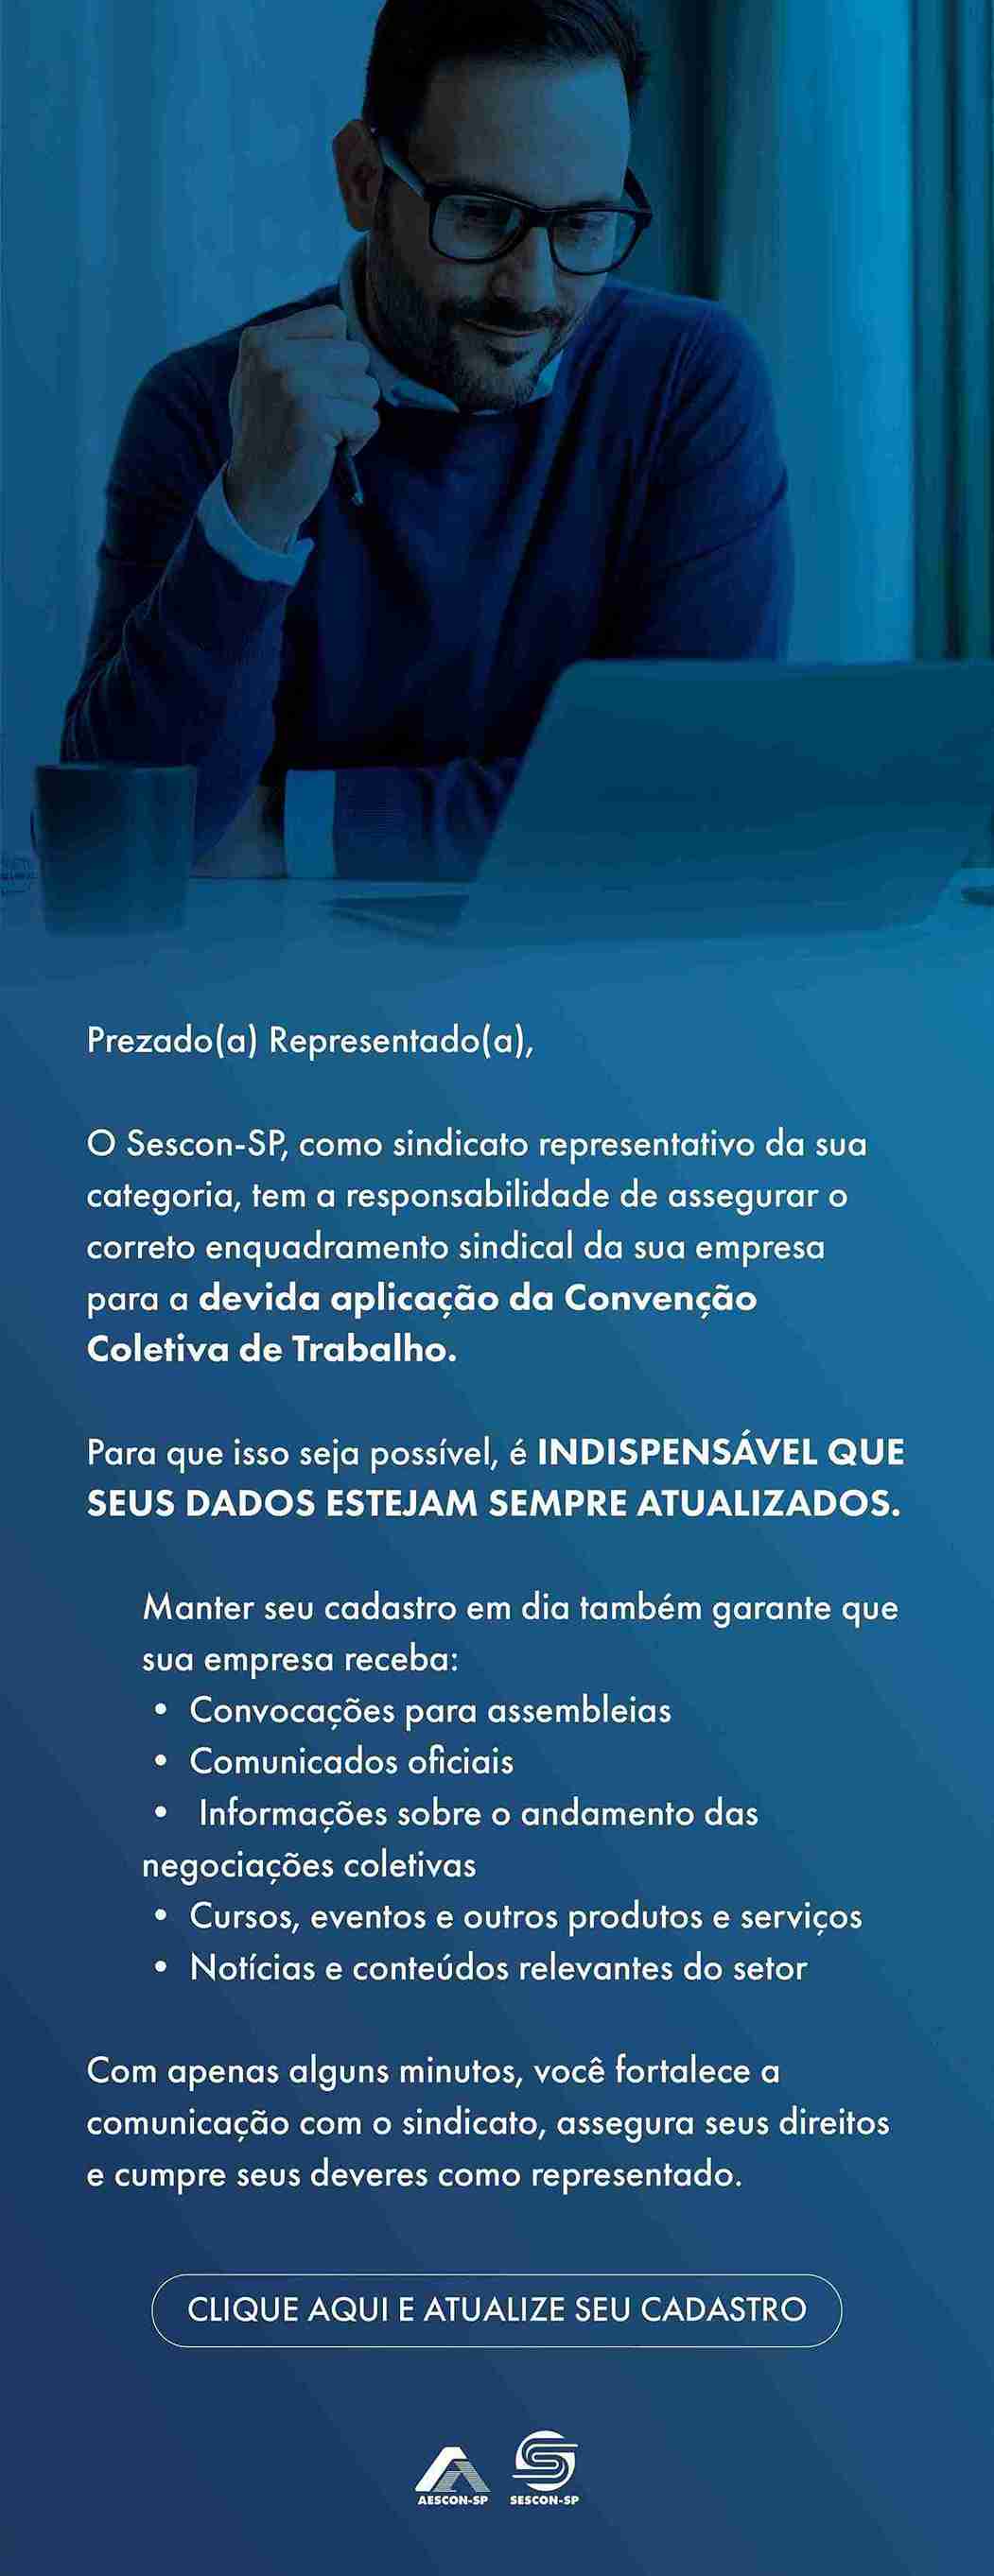 Prezado(a) Representado(a),
O Sescon-SP, como sindicato representativo da sua
categoria, tem a responsabilidade de assegurar o
correto enquadramento sindical da sua empresa
para a devida aplicação da Convenção
Coletiva de Trabalho.
Para que isso seja possível, é INDISPENSÁVEL QUE
SEUS DADOS ESTEJAM SEMPRE ATUALIZADOS.
Manter seu cadastro em dia também garante que
sua empresa receba:
• Convocações para assembleias
• Comunicados oficiais
• Informações sobre o andamento das
negociações coletivas
• Cursos, eventos e outros produtos e serviços
• Notícias e conteúdos relevantes do setor
Com apenas alguns minutos, você fortalece a
comunicação com o sindicato, assegura seus direitos
e cumpre seus deveres como representado.
CLIQUE AQUI E ATUALIZE SEU CADASTRO
AESCON-SP SESCON-SP